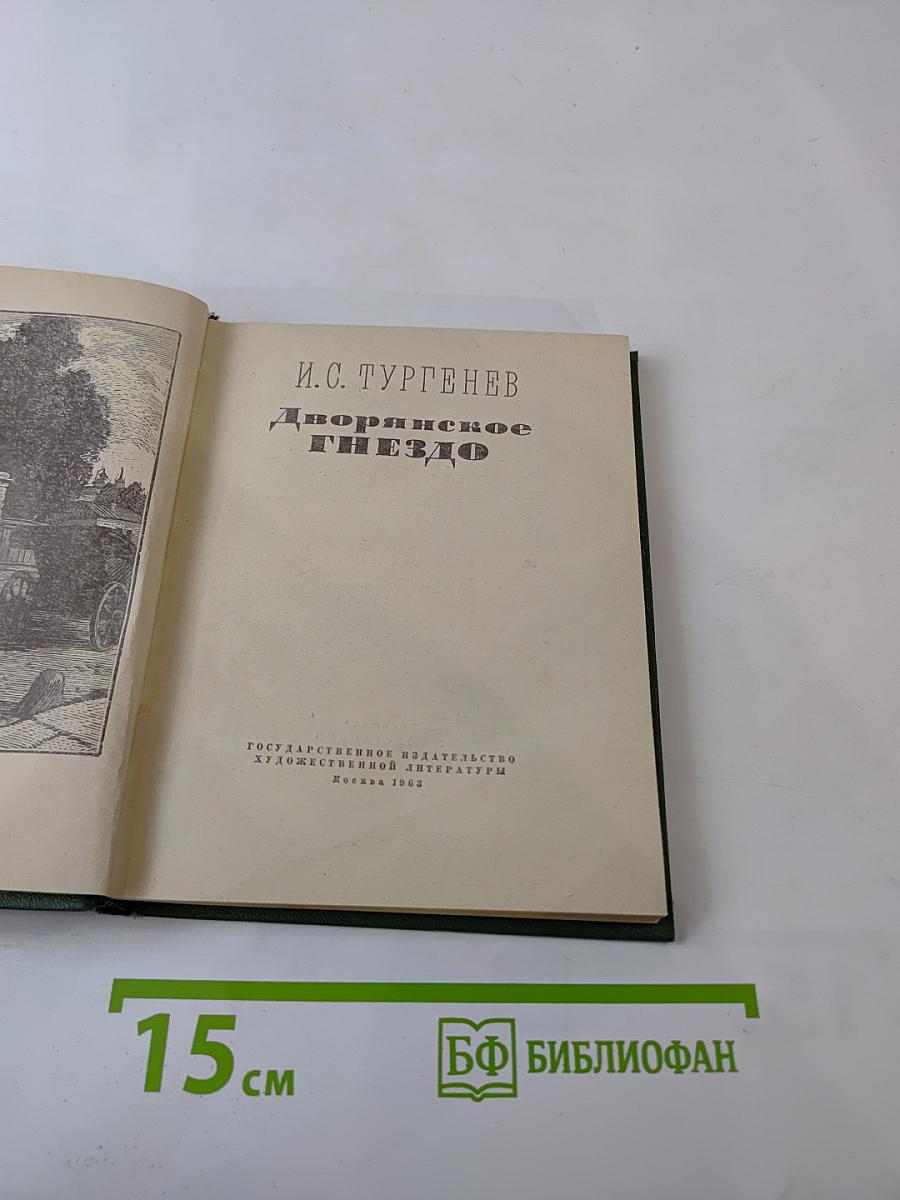 И.С. ТУРГЕНЕВ
Дворянское
ГНЕЗДО
ГОСУДАРСТВЕННОЕ ИЗДАТЕЛЬСТВО
ХУДОЖЕСТВЕННОЙ ЛИТЕРАТУРЫ
Москва 1963
15 см
БФ БИБЛИОФАН